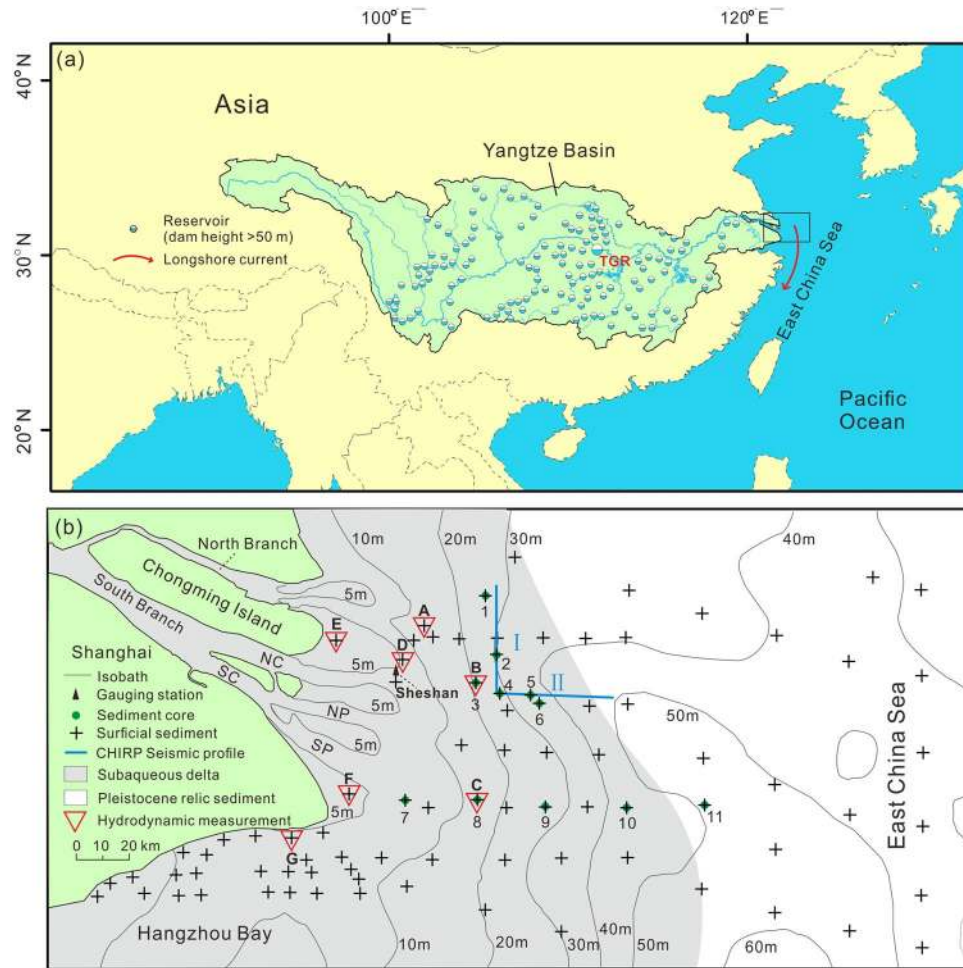 100°E
120°E
(a)
40°N
30°N
20°N
Asia
Yangtze Basin
Reservoir
(dam height >50 m)
Longshore current
TGR
East China Sea
Pacific
Ocean
(b)
North Branch
Chongming Island
South Branch
10m
20m
30m
40m
5m
A
1
E
D
I
2
NC
B
II
Shanghai
SC
5m
Sheshan
3
4
5
6
Isobath
Gauging station
Sediment core
Surficial sediment
CHIRP Seismic profile
Subaqueous delta
Pleistocene relic sediment
Hydrodynamic measurement
NP
5m
50m
SP
5m
F
C
5m
7
8
9
10
11
0 10 20 km
G
East China Sea
Hangzhou Bay
10m
20m
30m
40m
50m
60m